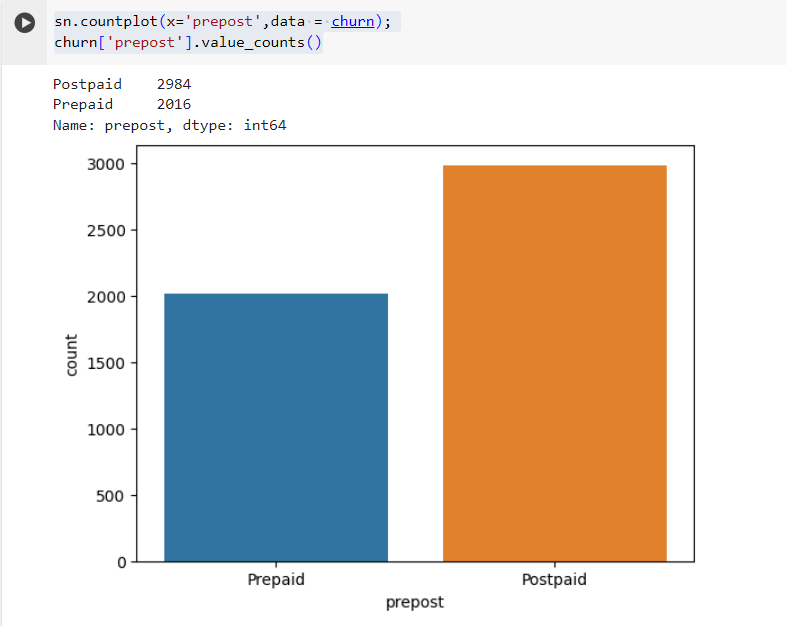 sn.countplot(x='prepost',data = churn);
churn['prepost'].value_counts()
Postpaid    2984
Prepaid     2016
Name: prepost, dtype: int64
3000
2500
2000
1500
1000
500
0
count
Prepaid Postpaid
prepost